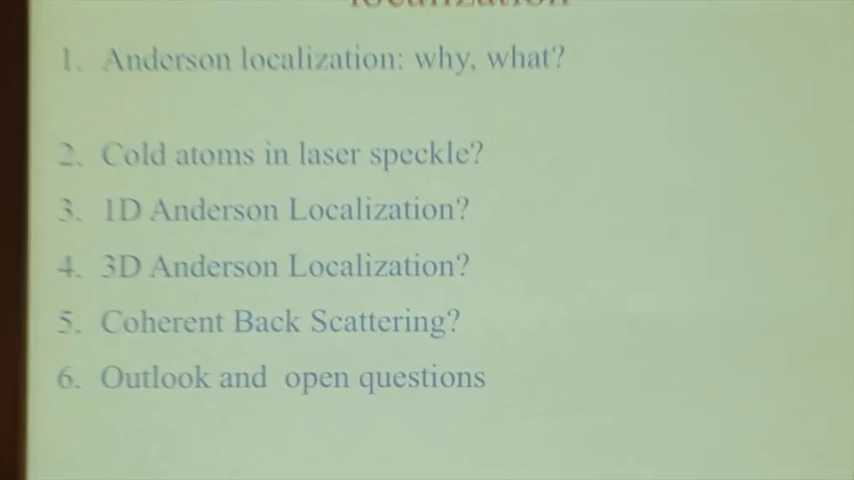 localization
1. Anderson localization: why, what?
2. Cold atoms in laser speckle?
3. 1D Anderson Localization?
4. 3D Anderson Localization?
5. Coherent Back Scattering?
6. Outlook and open questions